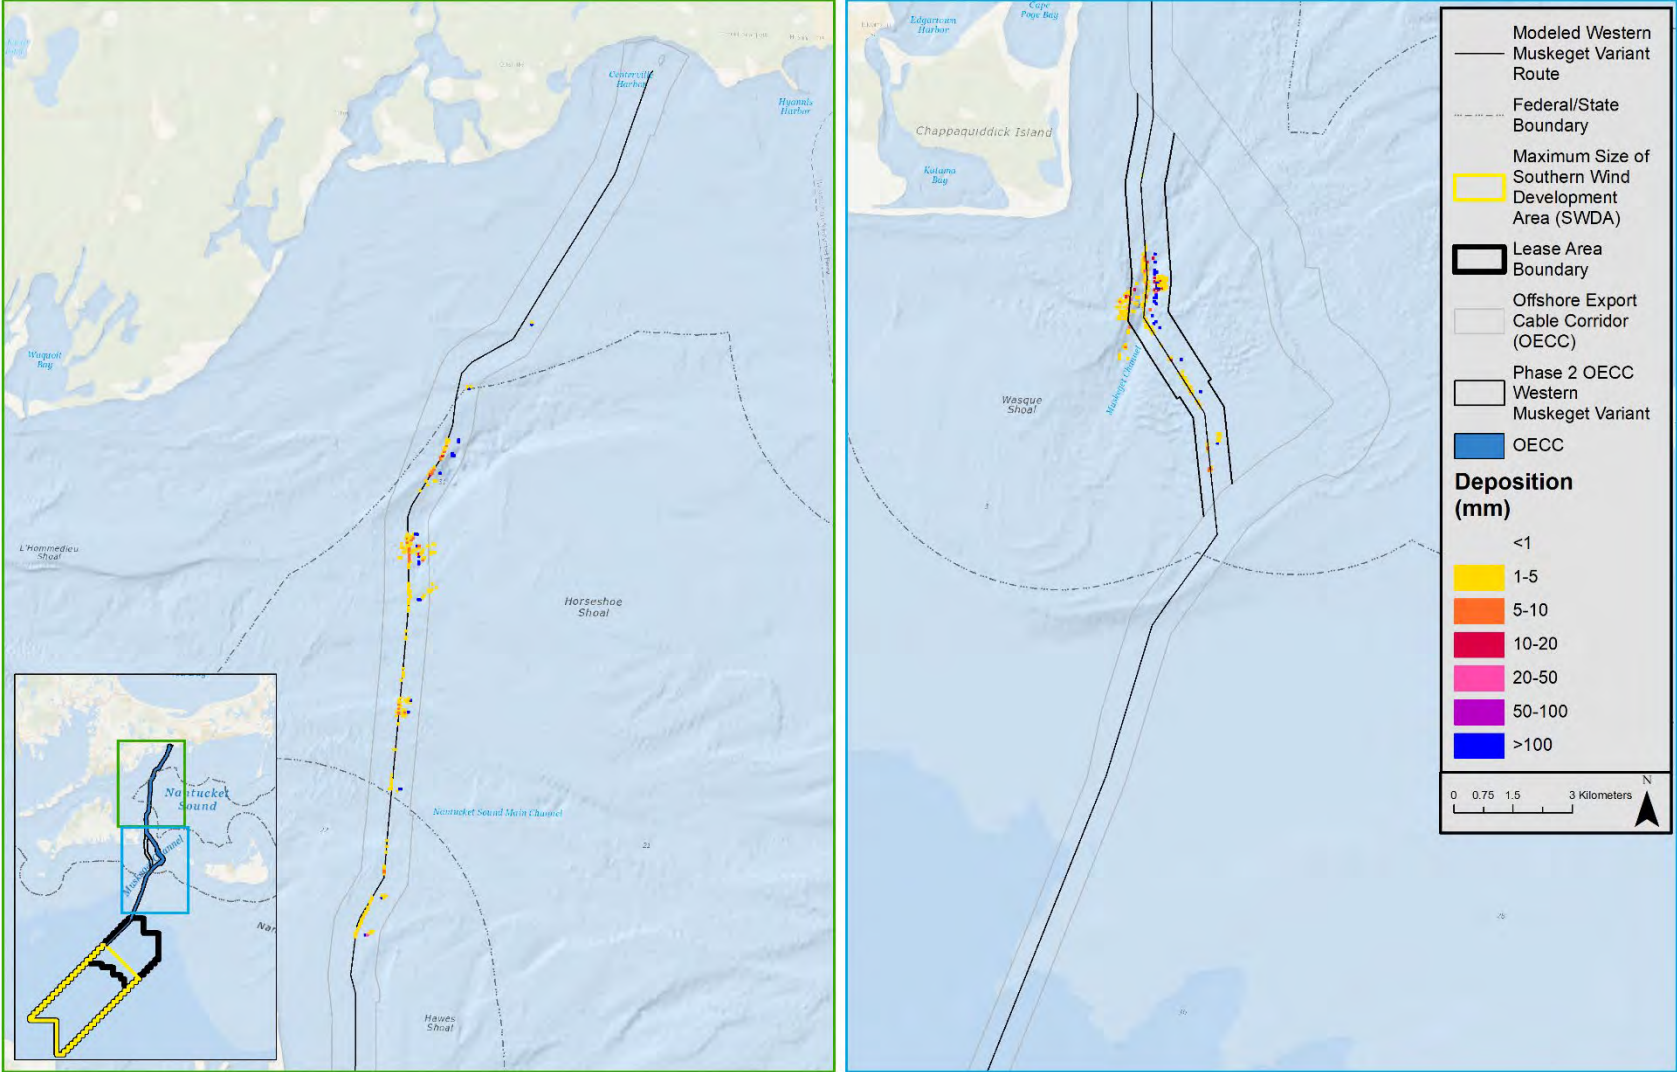 Centerville
Harbor
Hyannis
Harbor
Waquoit
Bay
L'Hommedieu
Shoal
Horseshoe
Shoal
Nantucket Sound Main Channel
22
Hawes
Shoal
Nantucket
Sound
Cape
Poge Bay
Edgartown
Harbor
Chappaquiddick Island
Katama
Bay
Muskeget Channel
Wasque
Shoal
3
Modeled Western
Muskeget Variant
Route
Federal/State
Boundary
Maximum Size of
Southern Wind
Development
Area (SWDA)
Lease Area
Boundary
Offshore Export
Cable Corridor
(OECC)
Phase 2 OECC
Western
Muskeget Variant
OECC
Deposition
(mm)
<1
1-5
5-10
10-20
20-50
50-100
>100
N
0 0.75 1.5 3 Kilometers